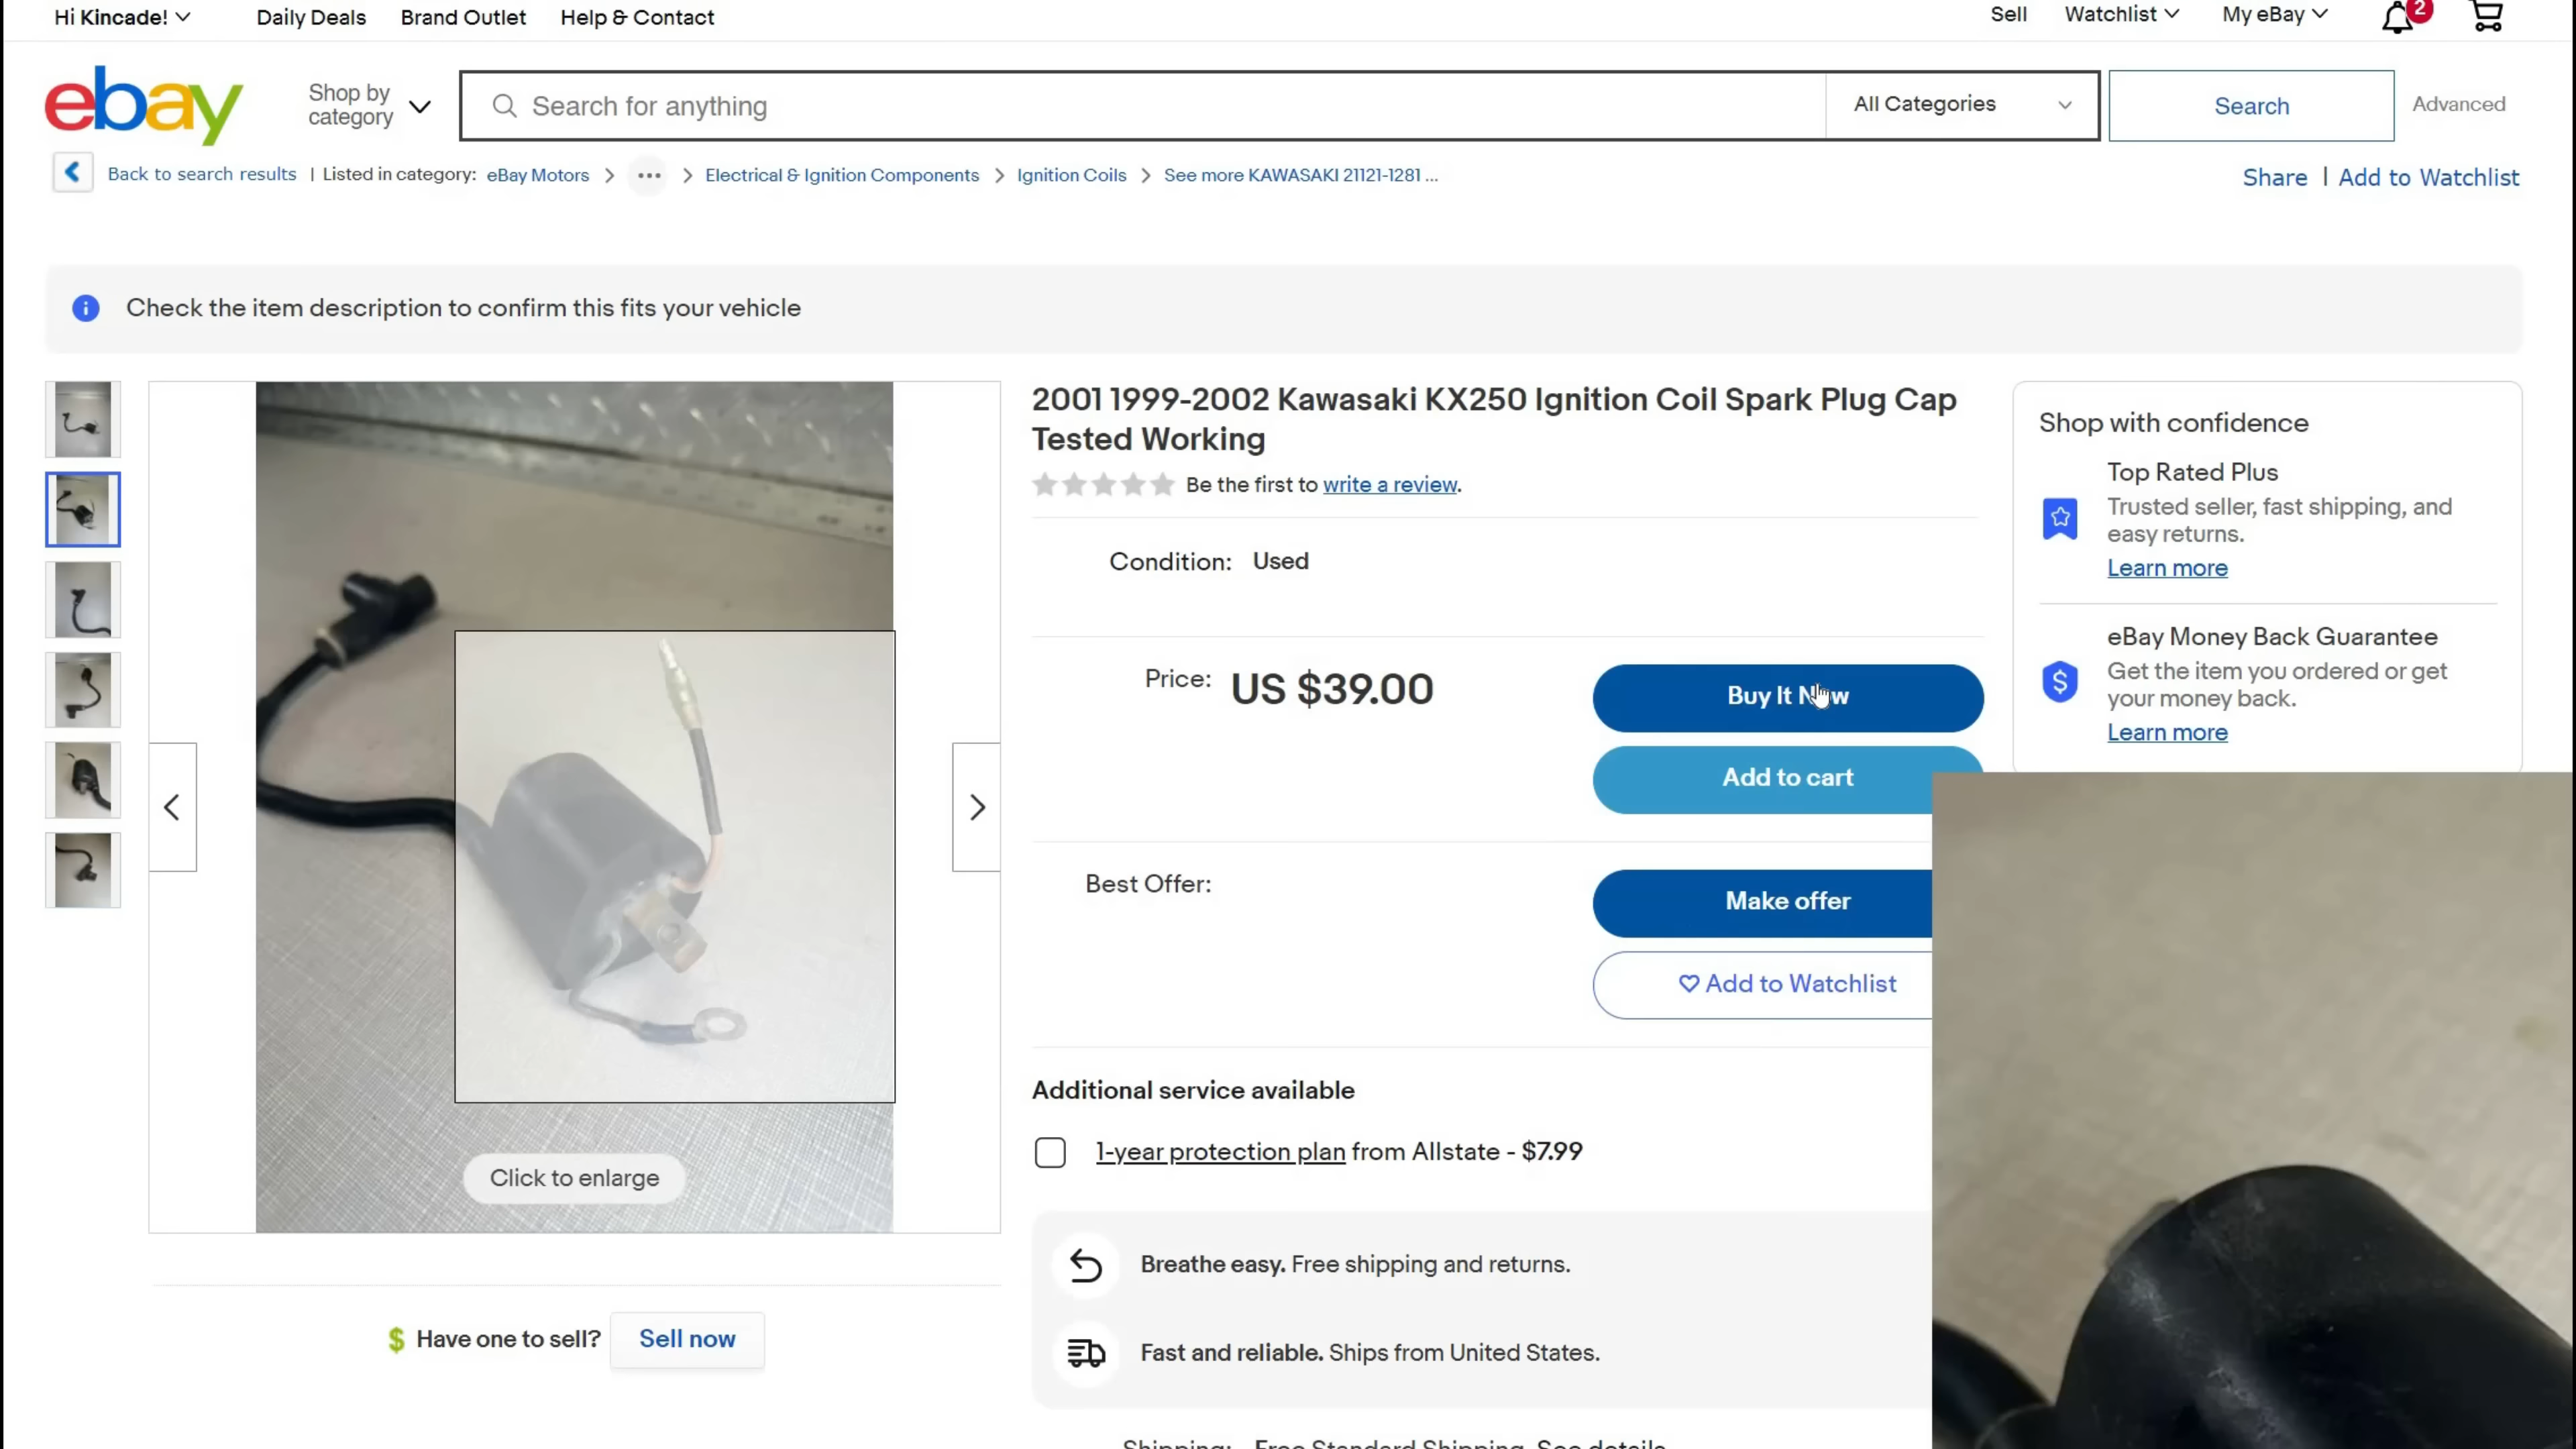 Hi Kincade!
Daily Deals
Brand Outlet
Help & Contact
Sell
Watchlist
My eBay
2
ebay
Shop by
category
Search for anything
All Categories
Search
Advanced
Back to search results | Listed in category: eBay Motors > ... > Electrical & Ignition Components > Ignition Coils > See more KAWASAKI 21121-1281 ...
Share | Add to Watchlist
Check the item description to confirm this fits your vehicle
2001 1999-2002 Kawasaki KX250 Ignition Coil Spark Plug Cap
Tested Working
Be the first to write a review.
Condition: Used
Price: US $39.00
Buy It Now
Add to cart
Best Offer:
Make offer
Add to Watchlist
Shop with confidence
Top Rated Plus
Trusted seller, fast shipping, and
easy returns.
Learn more
eBay Money Back Guarantee
Get the item you ordered or get
your money back.
Learn more
Click to enlarge
Additional service available
1-year protection plan from Allstate - $7.99
Breathe easy. Free shipping and returns.
Fast and reliable. Ships from United States.
$ Have one to sell? Sell now
Shipping: Free Standard Shipping. See details